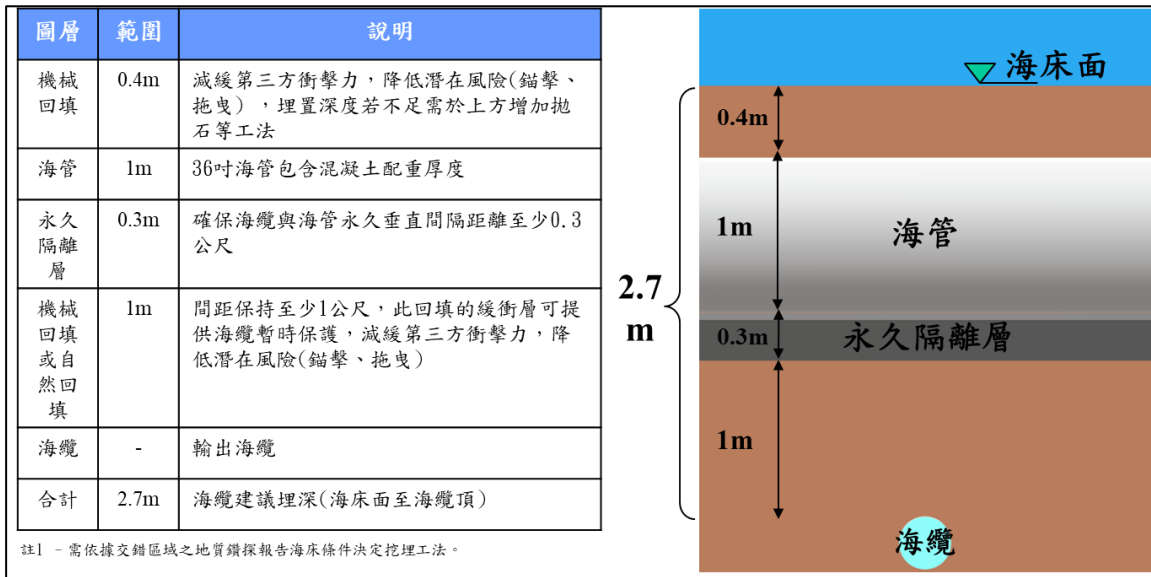 圖層 範圍 說明
機械
回填
0.4m
減緩第三方衝擊力，降低潛在風險(錨擊、
拖曳) ，埋置深度若不足需於上方增加拋
石等工法
海管 1m 36吋海管包含混凝土配重厚度
永久
隔離
層
0.3m
確保海纜與海管永久垂直間隔距離至少0.3
公尺
機械
回填
或自
然回
填
1m
間距保持至少1公尺，此回填的緩衝層可提
供海纜暫時保護，減緩第三方衝擊力，降
低潛在風險(錨擊、拖曳)
海纜 - 輸出海纜
合計 2.7m 海纜建議埋深(海床面至海纜頂)
註1 - 需依據交錯區域之地質鑽探報告海床條件決定挖埋工法。
海床面
0.4m
1m
海管
2.7
m
0.3m
永久隔離層
1m
海纜